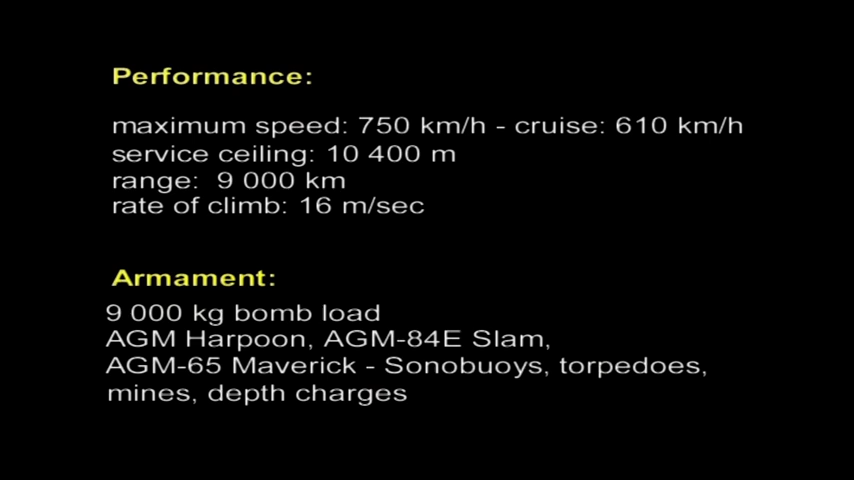 Performance:
maximum speed: 750 km/h - cruise: 610 km/h
service ceiling: 10 400 m
range: 9 000 km
rate of climb: 16 m/sec
Armament:
9 000 kg bomb load
AGM Harpoon, AGM-84E Slam,
AGM-65 Maverick - Sonobuoys, torpedoes,
mines, depth charges